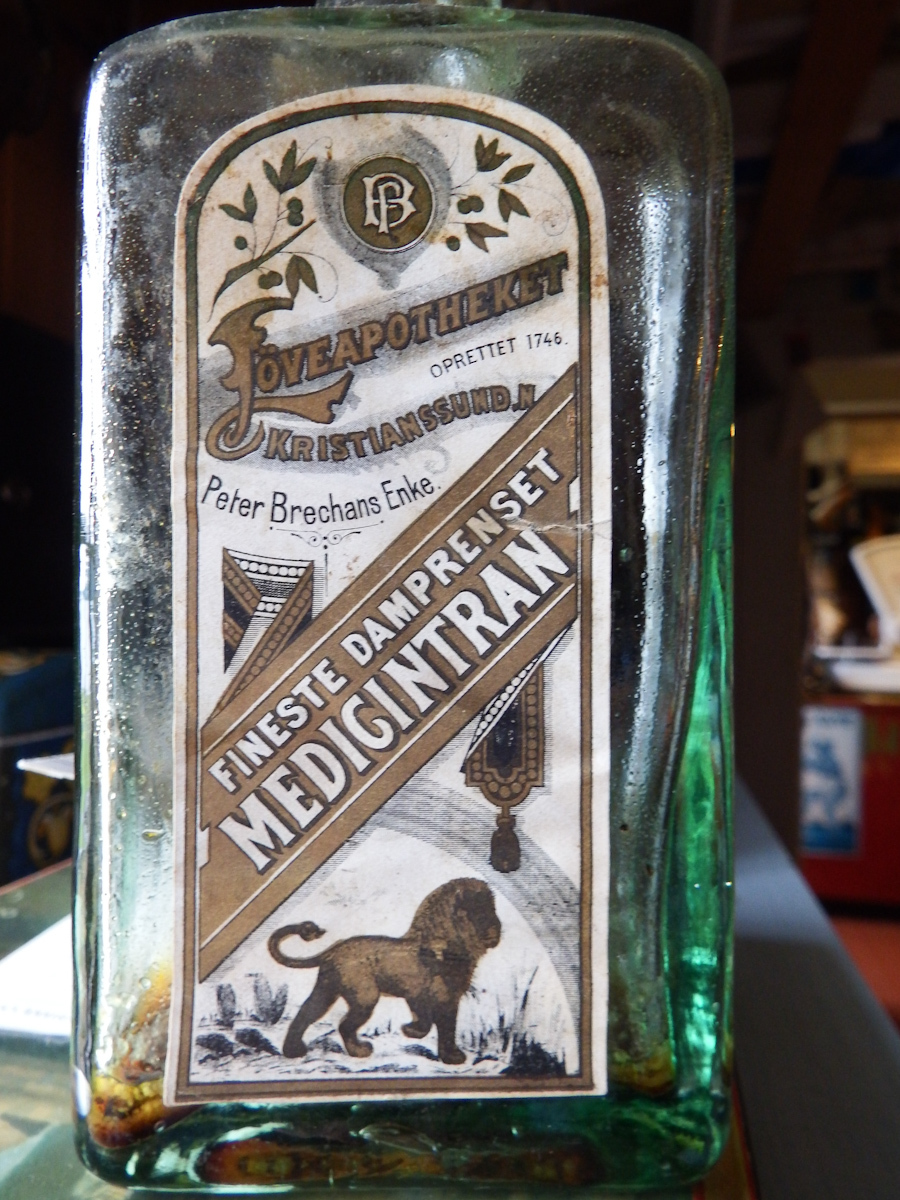 PB
LÖVEAPOTHEKET
OPRETTET 1746.
KRISTIANSSUND.N
Peter Brechans Enke.
FINESTE DAMPRENSET
MEDICINTRAN